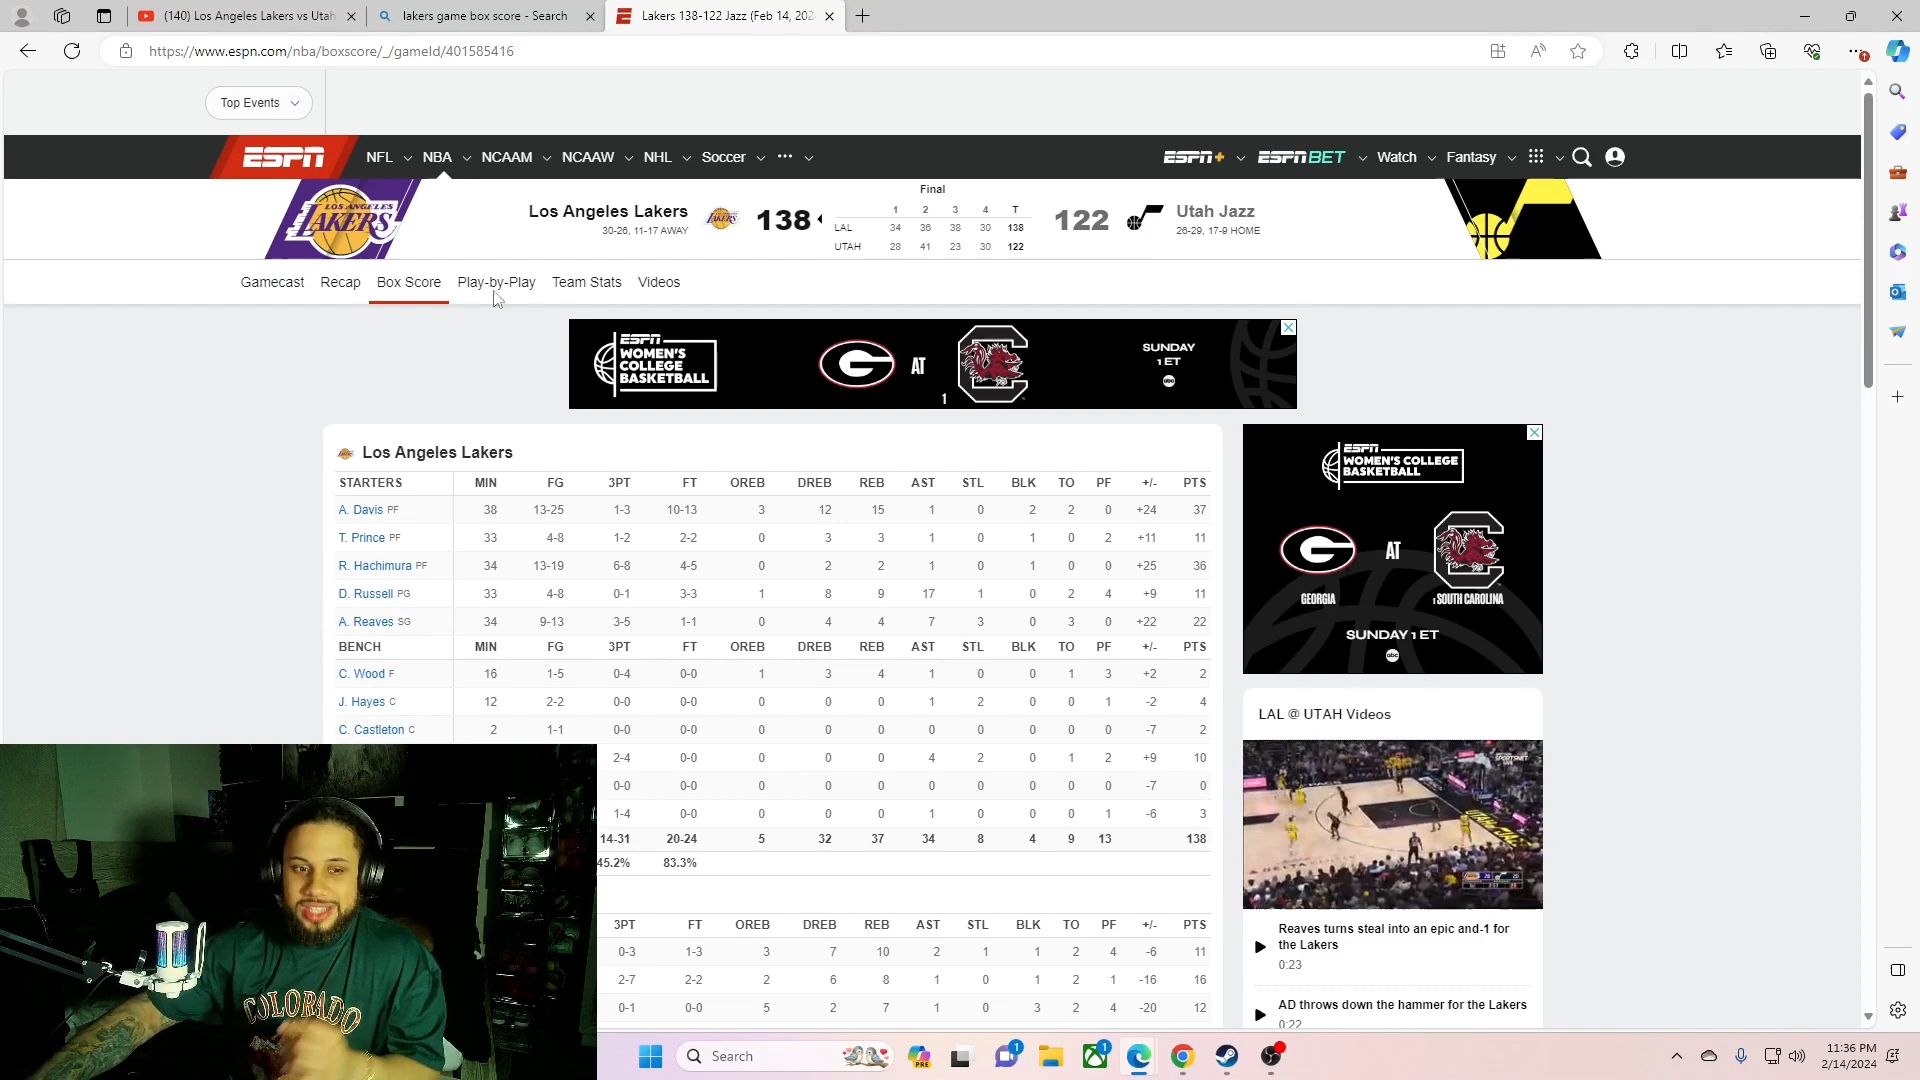 (140) Los Angeles Lakers vs Utah
lakers game box score - Search
Lakers 138-122 Jazz (Feb 14, 202
https://www.espn.com/nba/boxscore/_/gameId/401585416
Top Events
ESPN NFL NBA NCAAM NCAAW NHL Soccer ••• ESPN+ ESPN BET Watch Fantasy
LOS ANGELES LAKERS
Los Angeles Lakers 138 Final 122 Utah Jazz
30-26, 11-17 AWAY
26-29, 17-9 HOME
1 2 3 4 T
LAL 34 36 38 30 138
UTAH 28 41 23 30 122
Gamecast Recap Box Score Play-by-Play Team Stats Videos
ESPN WOMEN'S COLLEGE BASKETBALL G AT 1 C SUNDAY 1 ET abc
Los Angeles Lakers
STARTERS MIN FG 3PT FT OREB DREB REB AST STL BLK TO PF +/- PTS
A. Davis PF 38 13-25 1-3 10-13 3 12 15 1 0 2 2 0 +24 37
T. Prince PF 33 4-8 1-2 2-2 0 3 3 1 0 1 0 2 +11 11
R. Hachimura PF 34 13-19 6-8 4-5 0 2 2 1 0 1 0 0 +25 36
D. Russell PG 33 4-8 0-1 3-3 1 8 9 17 1 0 2 4 +9 11
A. Reaves SG 34 9-13 3-5 1-1 0 4 4 7 3 0 3 0 +22 22
BENCH MIN FG 3PT FT OREB DREB REB AST STL BLK TO PF +/- PTS
C. Wood F 16 1-5 0-4 0-0 1 3 4 1 0 0 1 3 +2 2
J. Hayes C 12 2-2 0-0 0-0 0 0 0 1 2 0 0 1 -2 4
C. Castleton C 2 1-1 0-0 0-0 0 0 0 0 0 0 0 0 -7 2
2-4 0-0 0 0 0 4 2 0 1 2 +9 10
0-0 0-0 0 0 0 0 0 0 0 0 -7 0
1-4 0-0 0 0 0 1 0 0 0 1 -6 3
14-31 20-24 5 32 37 34 8 4 9 13 138
45.2% 83.3%
3PT FT OREB DREB REB AST STL BLK TO PF +/- PTS
0-3 1-3 3 7 10 2 1 1 2 4 -6 11
2-7 2-2 2 6 8 1 0 1 2 1 -16 16
0-1 0-0 5 2 7 1 0 3 2 4 -20 12
ESPN
WOMEN'S COLLEGE
BASKETBALL
G AT C
GEORGIA 1 SOUTH CAROLINA
SUNDAY 1 ET
abc
LAL @ UTAH Videos
Reaves turns steal into an epic and-1 for
the Lakers
0:23
AD throws down the hammer for the Lakers
0:22
COLORADO
Search
PRE
1
1
11:36 PM
2/14/2024